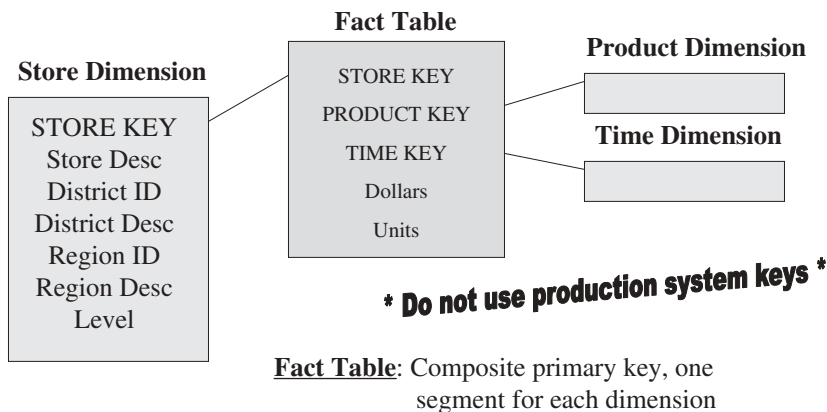 Fact Table
Store Dimension
STORE KEY
Store Desc
District ID
District Desc
Region ID
Region Desc
Level
STORE KEY
PRODUCT KEY
TIME KEY
Dollars
Units
Product Dimension
Time Dimension
* Do not use production system keys *
Fact Table: Composite primary key, one
segment for each dimension